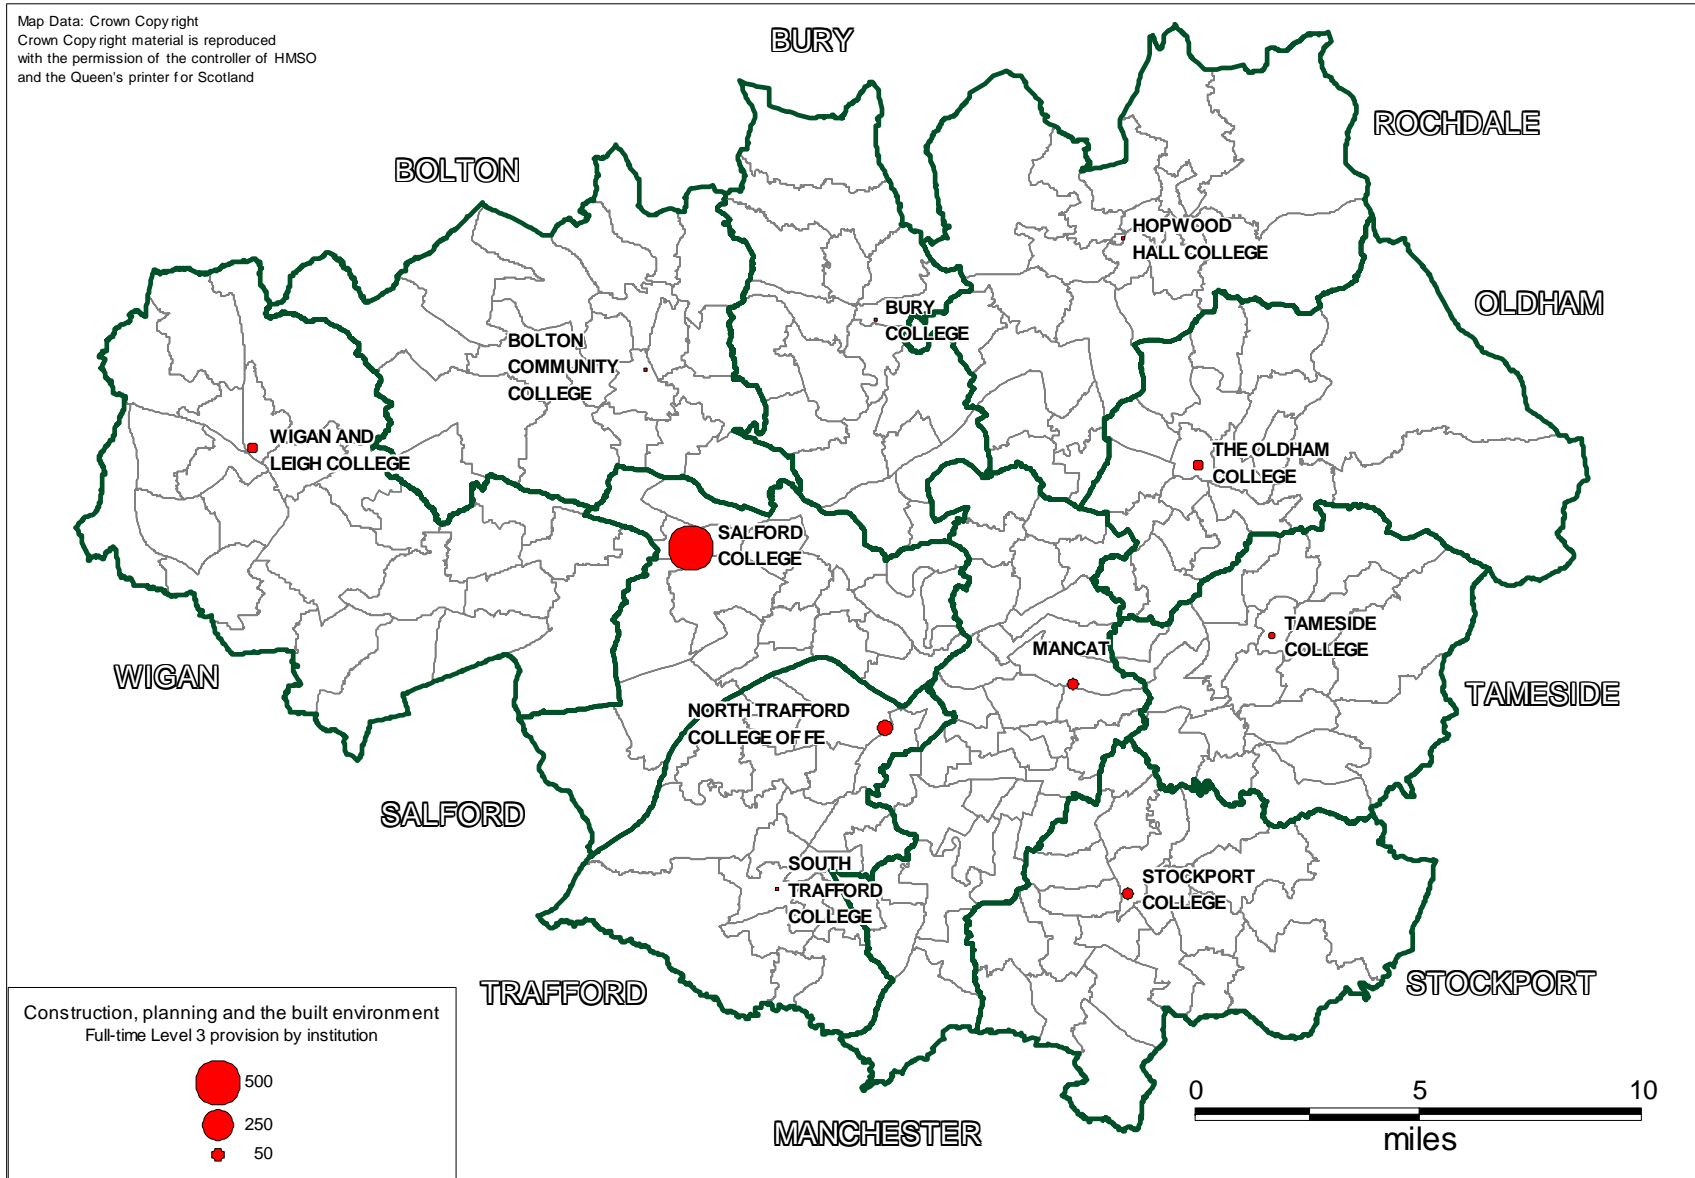 Map Data: Crown Copyright
Crown Copyright material is reproduced
with the permission of the controller of HMSO
and the Queen's printer for Scotland
BURY
ROCHDALE
BOLTON
HOPWOOD
HALL COLLEGE
OLDHAM
BURY
COLLEGE
BOLTON
COMMUNITY
COLLEGE
WIGAN AND
LEIGH COLLEGE
THE OLDHAM
COLLEGE
SALFORD
COLLEGE
TAMESIDE
COLLEGE
MANCAT
WIGAN
TAMESIDE
NORTH TRAFFORD
COLLEGE OF FE
SALFORD
SOUTH
TRAFFORD
COLLEGE
STOCKPORT
COLLEGE
TRAFFORD
STOCKPORT
Construction, planning and the built environment
Full-time Level 3 provision by institution
500
250
50
0 5 10
miles
MANCHESTER